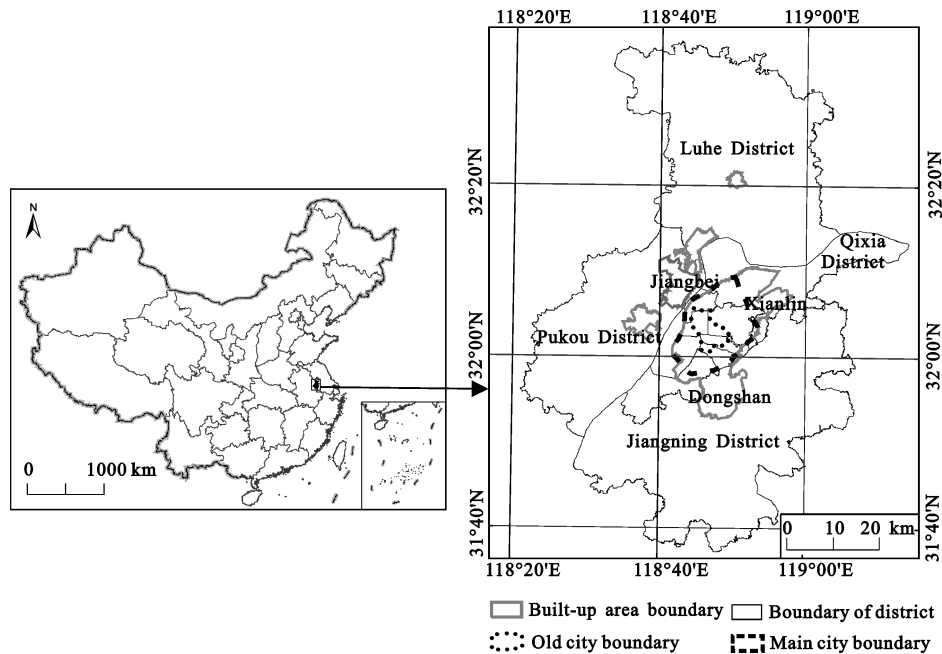 118°20'E 118°40'E 119°00'E
32°20'N
32°20'N
Luhe District
N
Qixia
District
Jiangbei
Xianlin
32°00'N
Pukou District
32°00'N
Dongshan
Jiangning District
0 1000 km
31°40'N
31°40'N
0 10 20 km
118°20'E 118°40'E 119°00'E
Built-up area boundary Boundary of district
Old city boundary Main city boundary